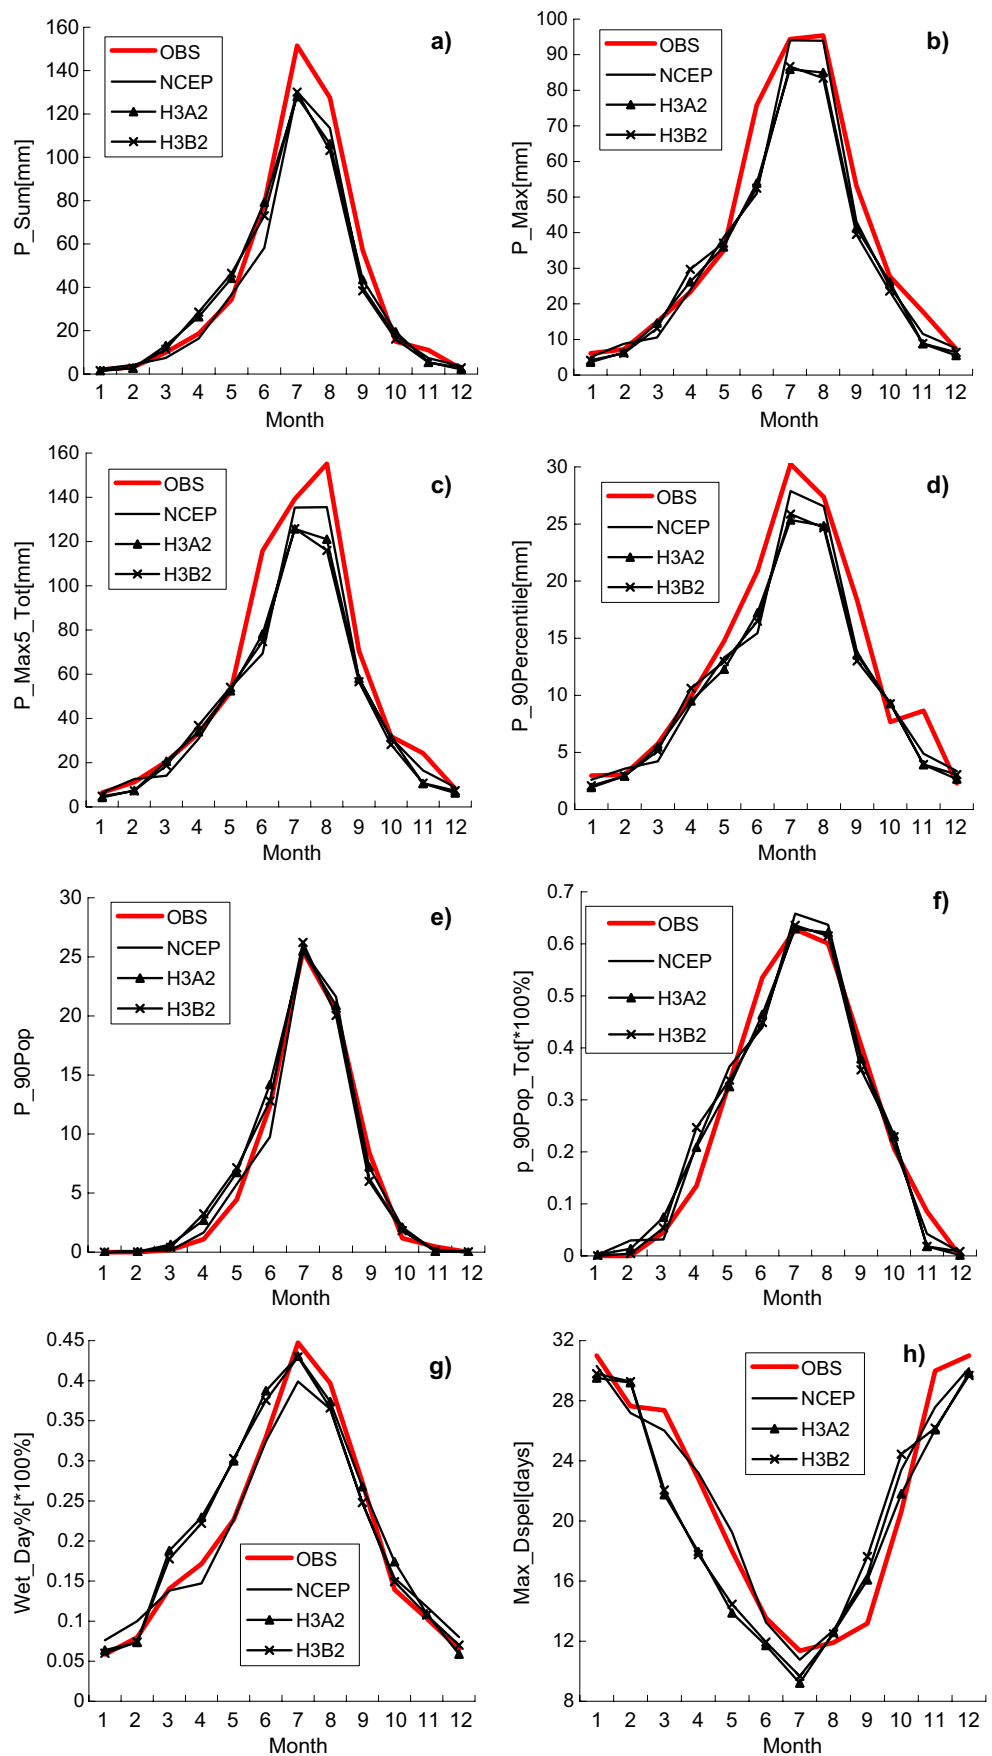 a)
P_Sum[mm]
160
140
120
100
80
60
40
20
0
OBS
NCEP
H3A2
H3B2
1 2 3 4 5 6 7 8 9 10 11 12
Month
b)
P_Max[mm]
100
90
80
70
60
50
40
30
20
10
0
OBS
NCEP
H3A2
H3B2
1 2 3 4 5 6 7 8 9 10 11 12
Month
c)
P_Max5_Tot[mm]
160
140
120
100
80
60
40
20
0
OBS
NCEP
H3A2
H3B2
1 2 3 4 5 6 7 8 9 10 11 12
Month
d)
P_90Percentile[mm]
30
25
20
15
10
5
0
OBS
NCEP
H3A2
H3B2
1 2 3 4 5 6 7 8 9 10 11 12
Month
e)
P_90Pop
30
25
20
15
10
5
0
OBS
NCEP
H3A2
H3B2
1 2 3 4 5 6 7 8 9 10 11 12
Month
f)
p_90Pop_Tot[*100%]
0.7
0.6
0.5
0.4
0.3
0.2
0.1
0
OBS
NCEP
H3A2
H3B2
1 2 3 4 5 6 7 8 9 10 11 12
Month
g)
Wet_Day%[*100%]
0.45
0.4
0.35
0.3
0.25
0.2
0.15
0.1
0.05
0
OBS
NCEP
H3A2
H3B2
1 2 3 4 5 6 7 8 9 10 11 12
Month
h)
Max_Dspel[days]
32
28
24
20
16
12
8
OBS
NCEP
H3A2
H3B2
1 2 3 4 5 6 7 8 9 10 11 12
Month